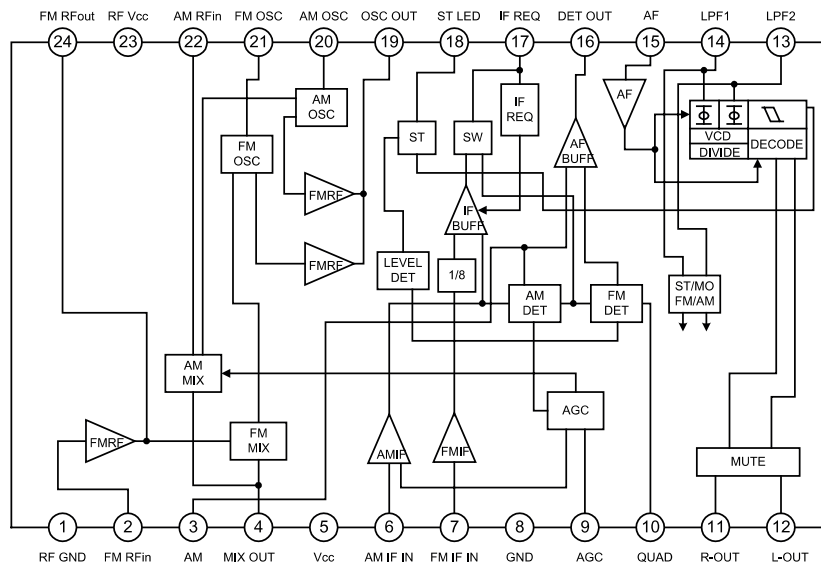 FM RFout RF Vcc AM RFin FM OSC AM OSC OSC OUT ST LED IF REQ DET OUT AF LPF1 LPF2
24 23 22 21 20 19 18 17 16 15 14 13
AM
OSC
IF
REQ
AF
FM
OSC
ST
SW
AF
BUFF
VCD
DIVIDE
DECODE
FMRF
IF
BUFF
FMRF
LEVEL
DET
1/8
AM
DET
FM
DET
ST/MO
FM/AM
AM
MIX
AGC
FMRF
FM
MIX
AMIF
FMIF
MUTE
1 2 3 4 5 6 7 8 9 10 11 12
RF GND FM RFin AM MIX OUT Vcc AM IF IN FM IF IN GND AGC QUAD R-OUT L-OUT